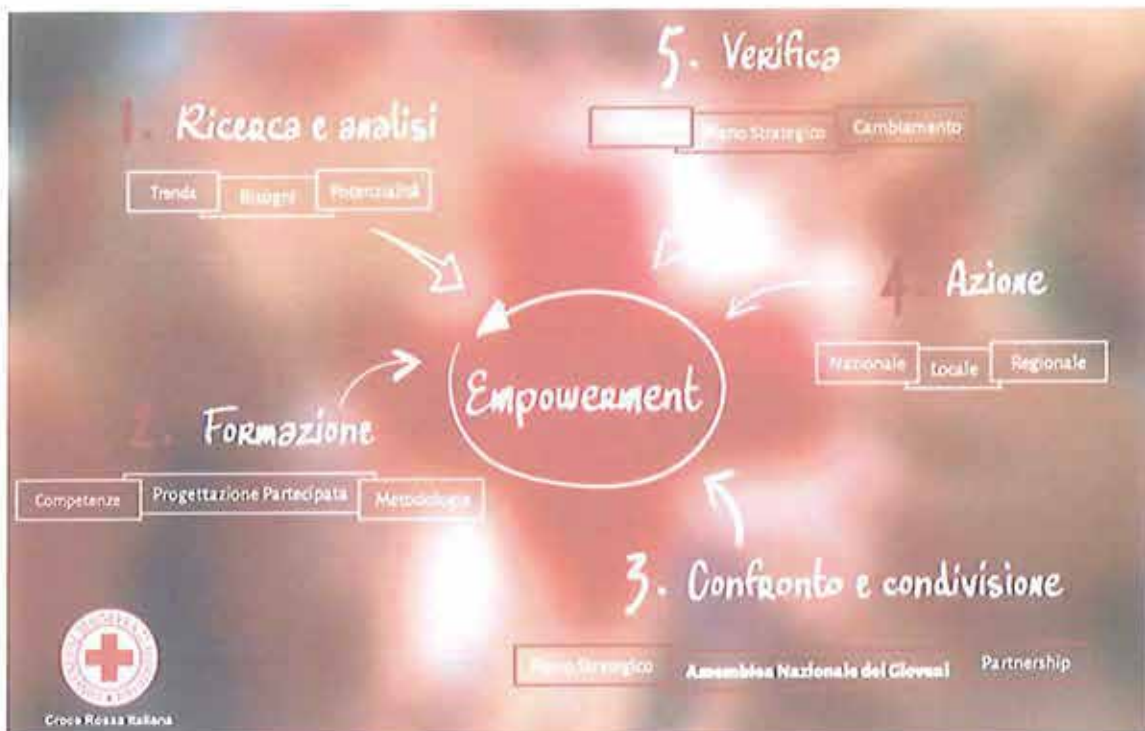 1. Ricerca e analisi
Trends Bisogni Potenzialità
2. Formazione
Competenze Progettazione Partecipata Metodologie
3. Confronto e condivisione
Piano Strategico Assemblea Nazionale dei Giovani Partnership
4. Azione
Nazionale Locale Regionale
5. Verifica
Piano Strategico Cambiamento
Empowerment
Croce Rossa Italiana